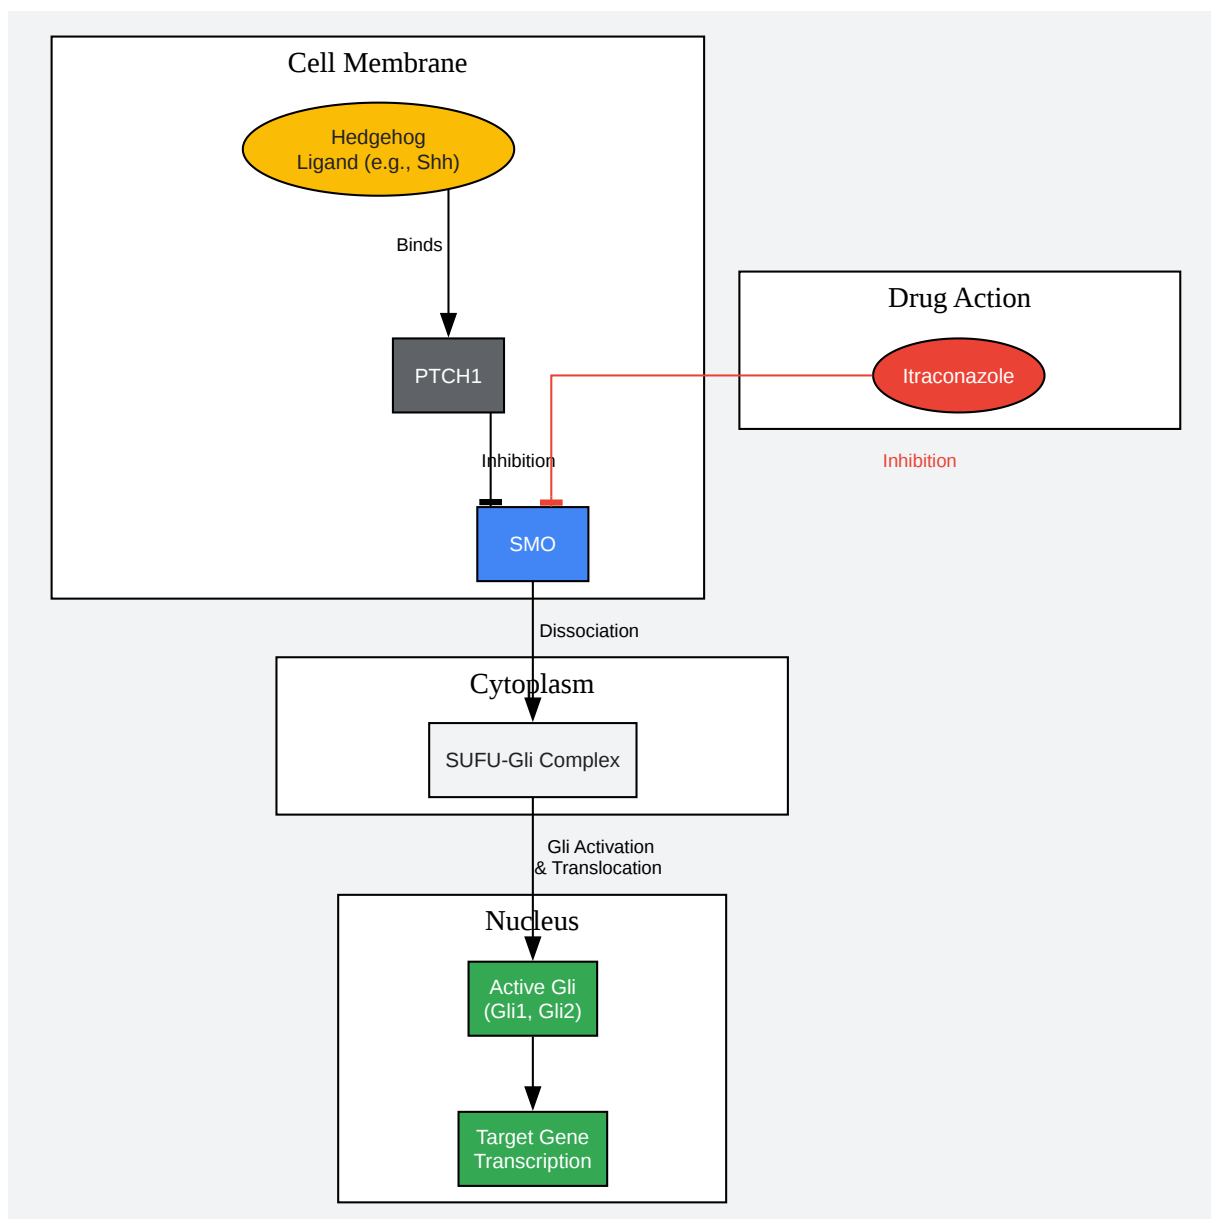 Cell Membrane
Hedgehog
Ligand (e.g., Shh)
Binds
PTCH1
Drug Action
Itraconazole
Inhibition
Inhibition
SMO
Dissociation
Cytoplasm
SUFU-Gli Complex
Gli Activation
& Translocation
Nucleus
Active Gli
(Gli1, Gli2)
Target Gene
Transcription